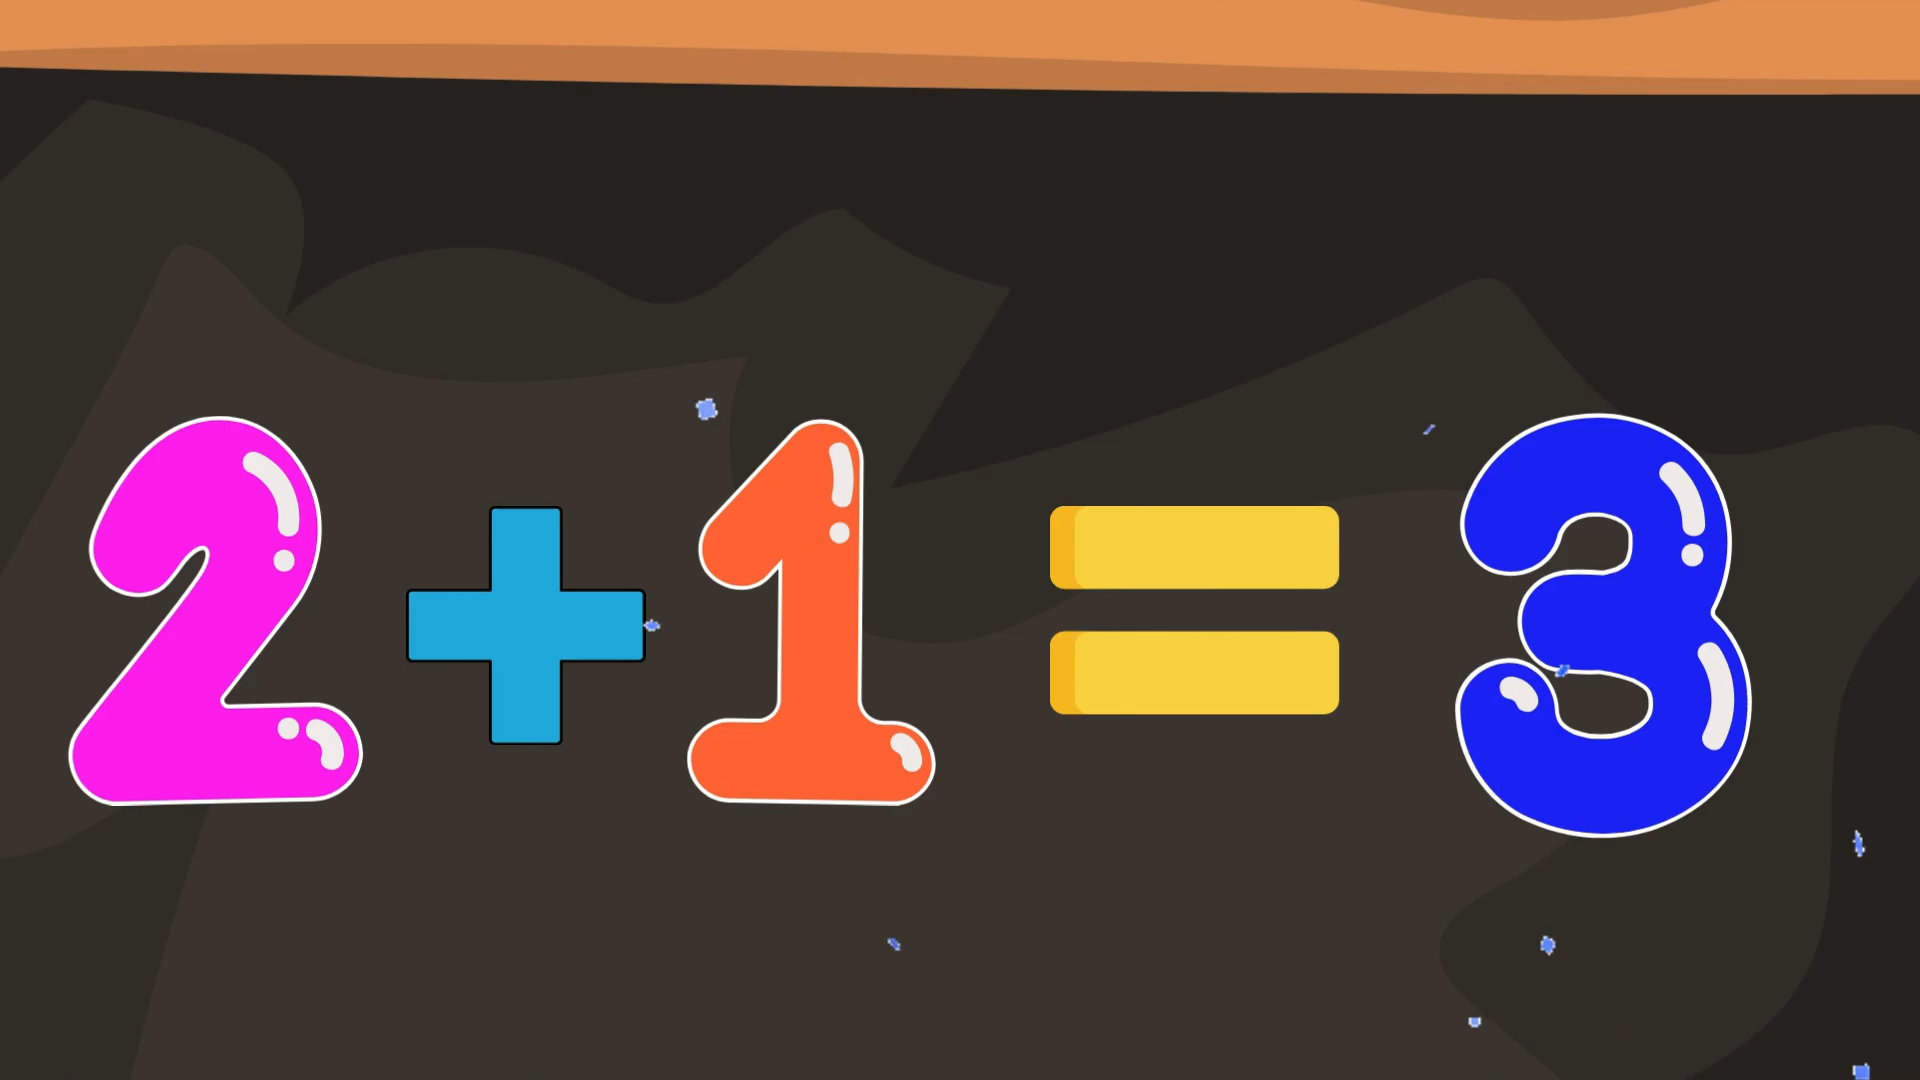 2 + 1 = 3